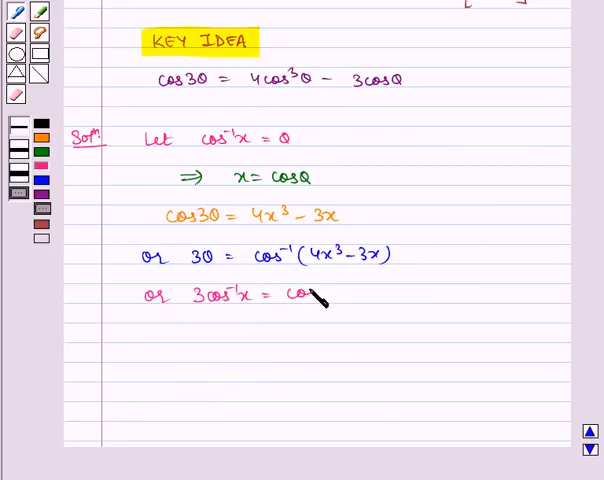 KEY IDEA
cos3θ = 4cos³θ - 3cosθ
Solⁿ. Let cos⁻¹x = θ
⇒ x = cosθ
cos3θ = 4x³ - 3x
or 3θ = cos⁻¹(4x³ - 3x)
or 3cos⁻¹x = co